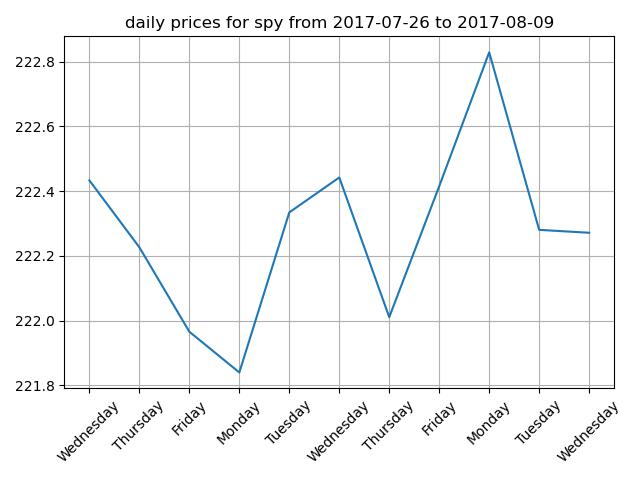 daily prices for spy from 2017-07-26 to 2017-08-09
222.8
222.6
222.4
222.2
222.0
221.8
Wednesday
Thursday
Friday
Monday
Tuesday
Wednesday
Thursday
Friday
Monday
Tuesday
Wednesday